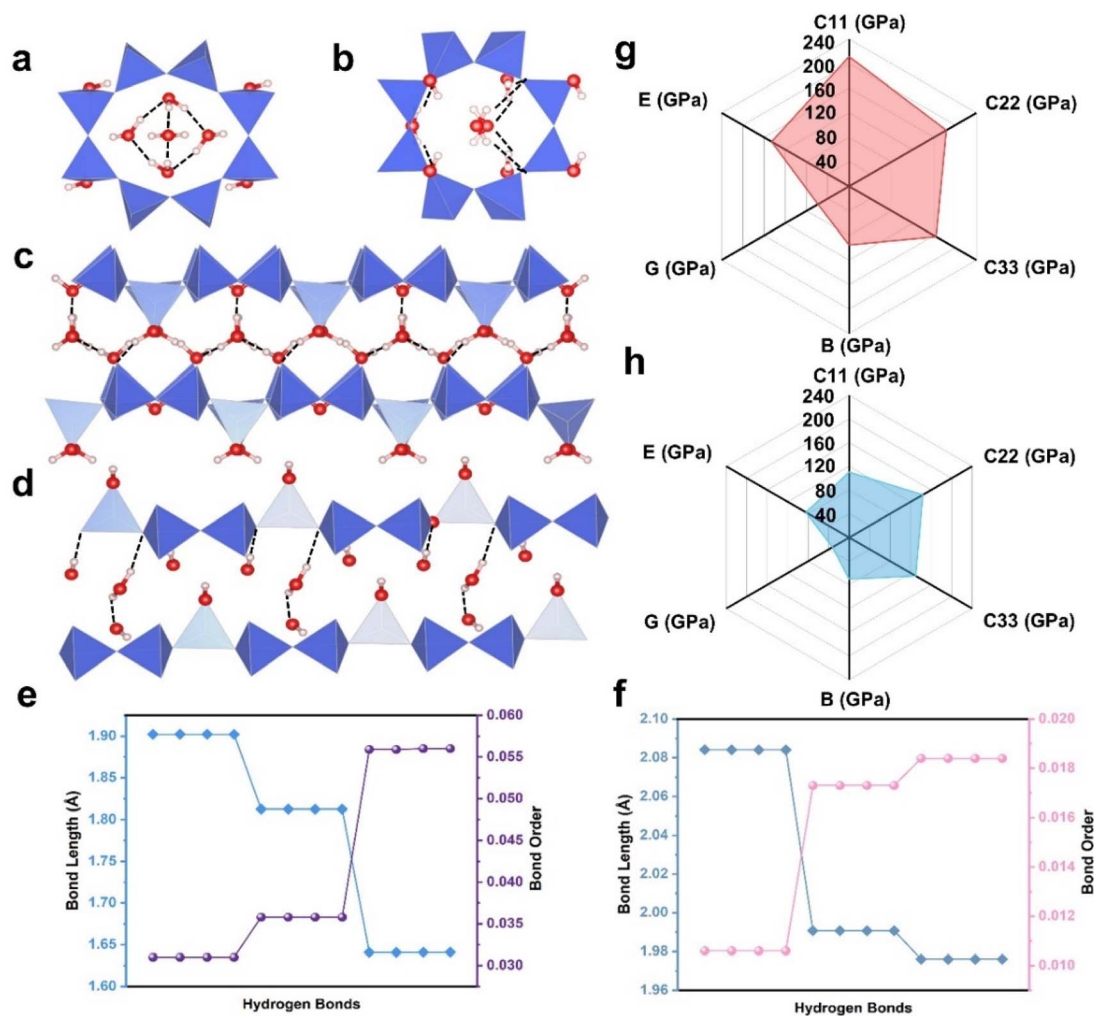 a
b
c
d
g
C11 (GPa)
240
200
160
120
80
40
E (GPa)
C22 (GPa)
G (GPa)
C33 (GPa)
B (GPa)
h
C11 (GPa)
240
200
160
120
80
40
E (GPa)
C22 (GPa)
G (GPa)
C33 (GPa)
B (GPa)
e
Bond Length (Å)
1.90
1.85
1.80
1.75
1.70
1.65
1.60
0.060
0.055
0.050
0.045
0.040
0.035
0.030
Bond Order
Hydrogen Bonds
f
Bond Length (Å)
2.10
2.08
2.06
2.04
2.02
2.00
1.98
1.96
0.020
0.018
0.016
0.014
0.012
0.010
Bond Order
Hydrogen Bonds